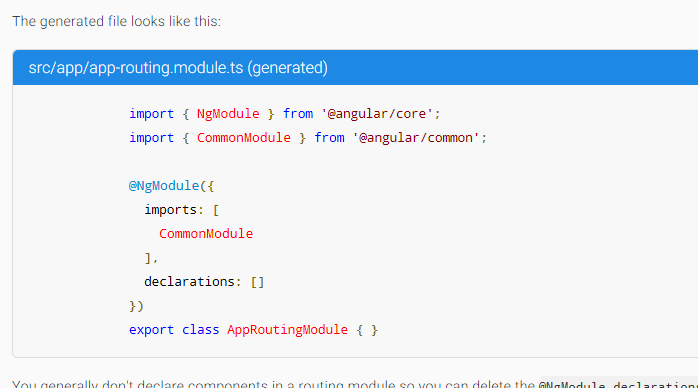 The generated file looks like this:
src/app/app-routing.module.ts (generated)
import { NgModule } from '@angular/core';
import { CommonModule } from '@angular/common';
@NgModule({
  imports: [
    CommonModule
  ],
  declarations: []
})
export class AppRoutingModule { }
You generally don't declare components in a routing module so you can delete the @NgModule.declarations